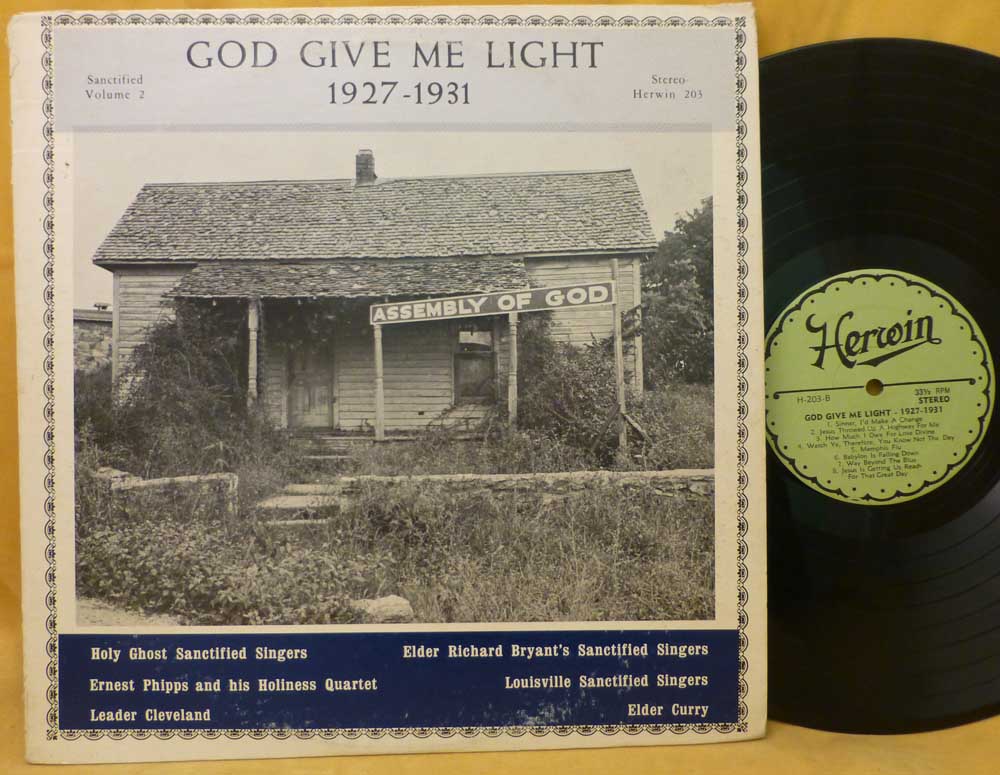 GOD GIVE ME LIGHT
1927-1931
Sanctified
Volume 2
Stereo-
Herwin 203
ASSEMBLY OF GOD
Holy Ghost Sanctified Singers
Elder Richard Bryant's Sanctified Singers
Ernest Phipps and his Holiness Quartet
Louisville Sanctified Singers
Leader Cleveland
Elder Curry
Herwin
H-203-B
33⅓ RPM
STEREO
GOD GIVE ME LIGHT - 1927-1931
1. Sinner, I'd Make A Change
2. Jesus Throwed Up A Highway For Me
3. How Much I Owe For Love Divine
4. Watch Ye, Therefore, You Know Not The Day
5. Memphis Flu
6. Babylon Is Falling Down
7. Way Beyond The Blue
8. Jesus Is Getting Us Ready
For That Great Day